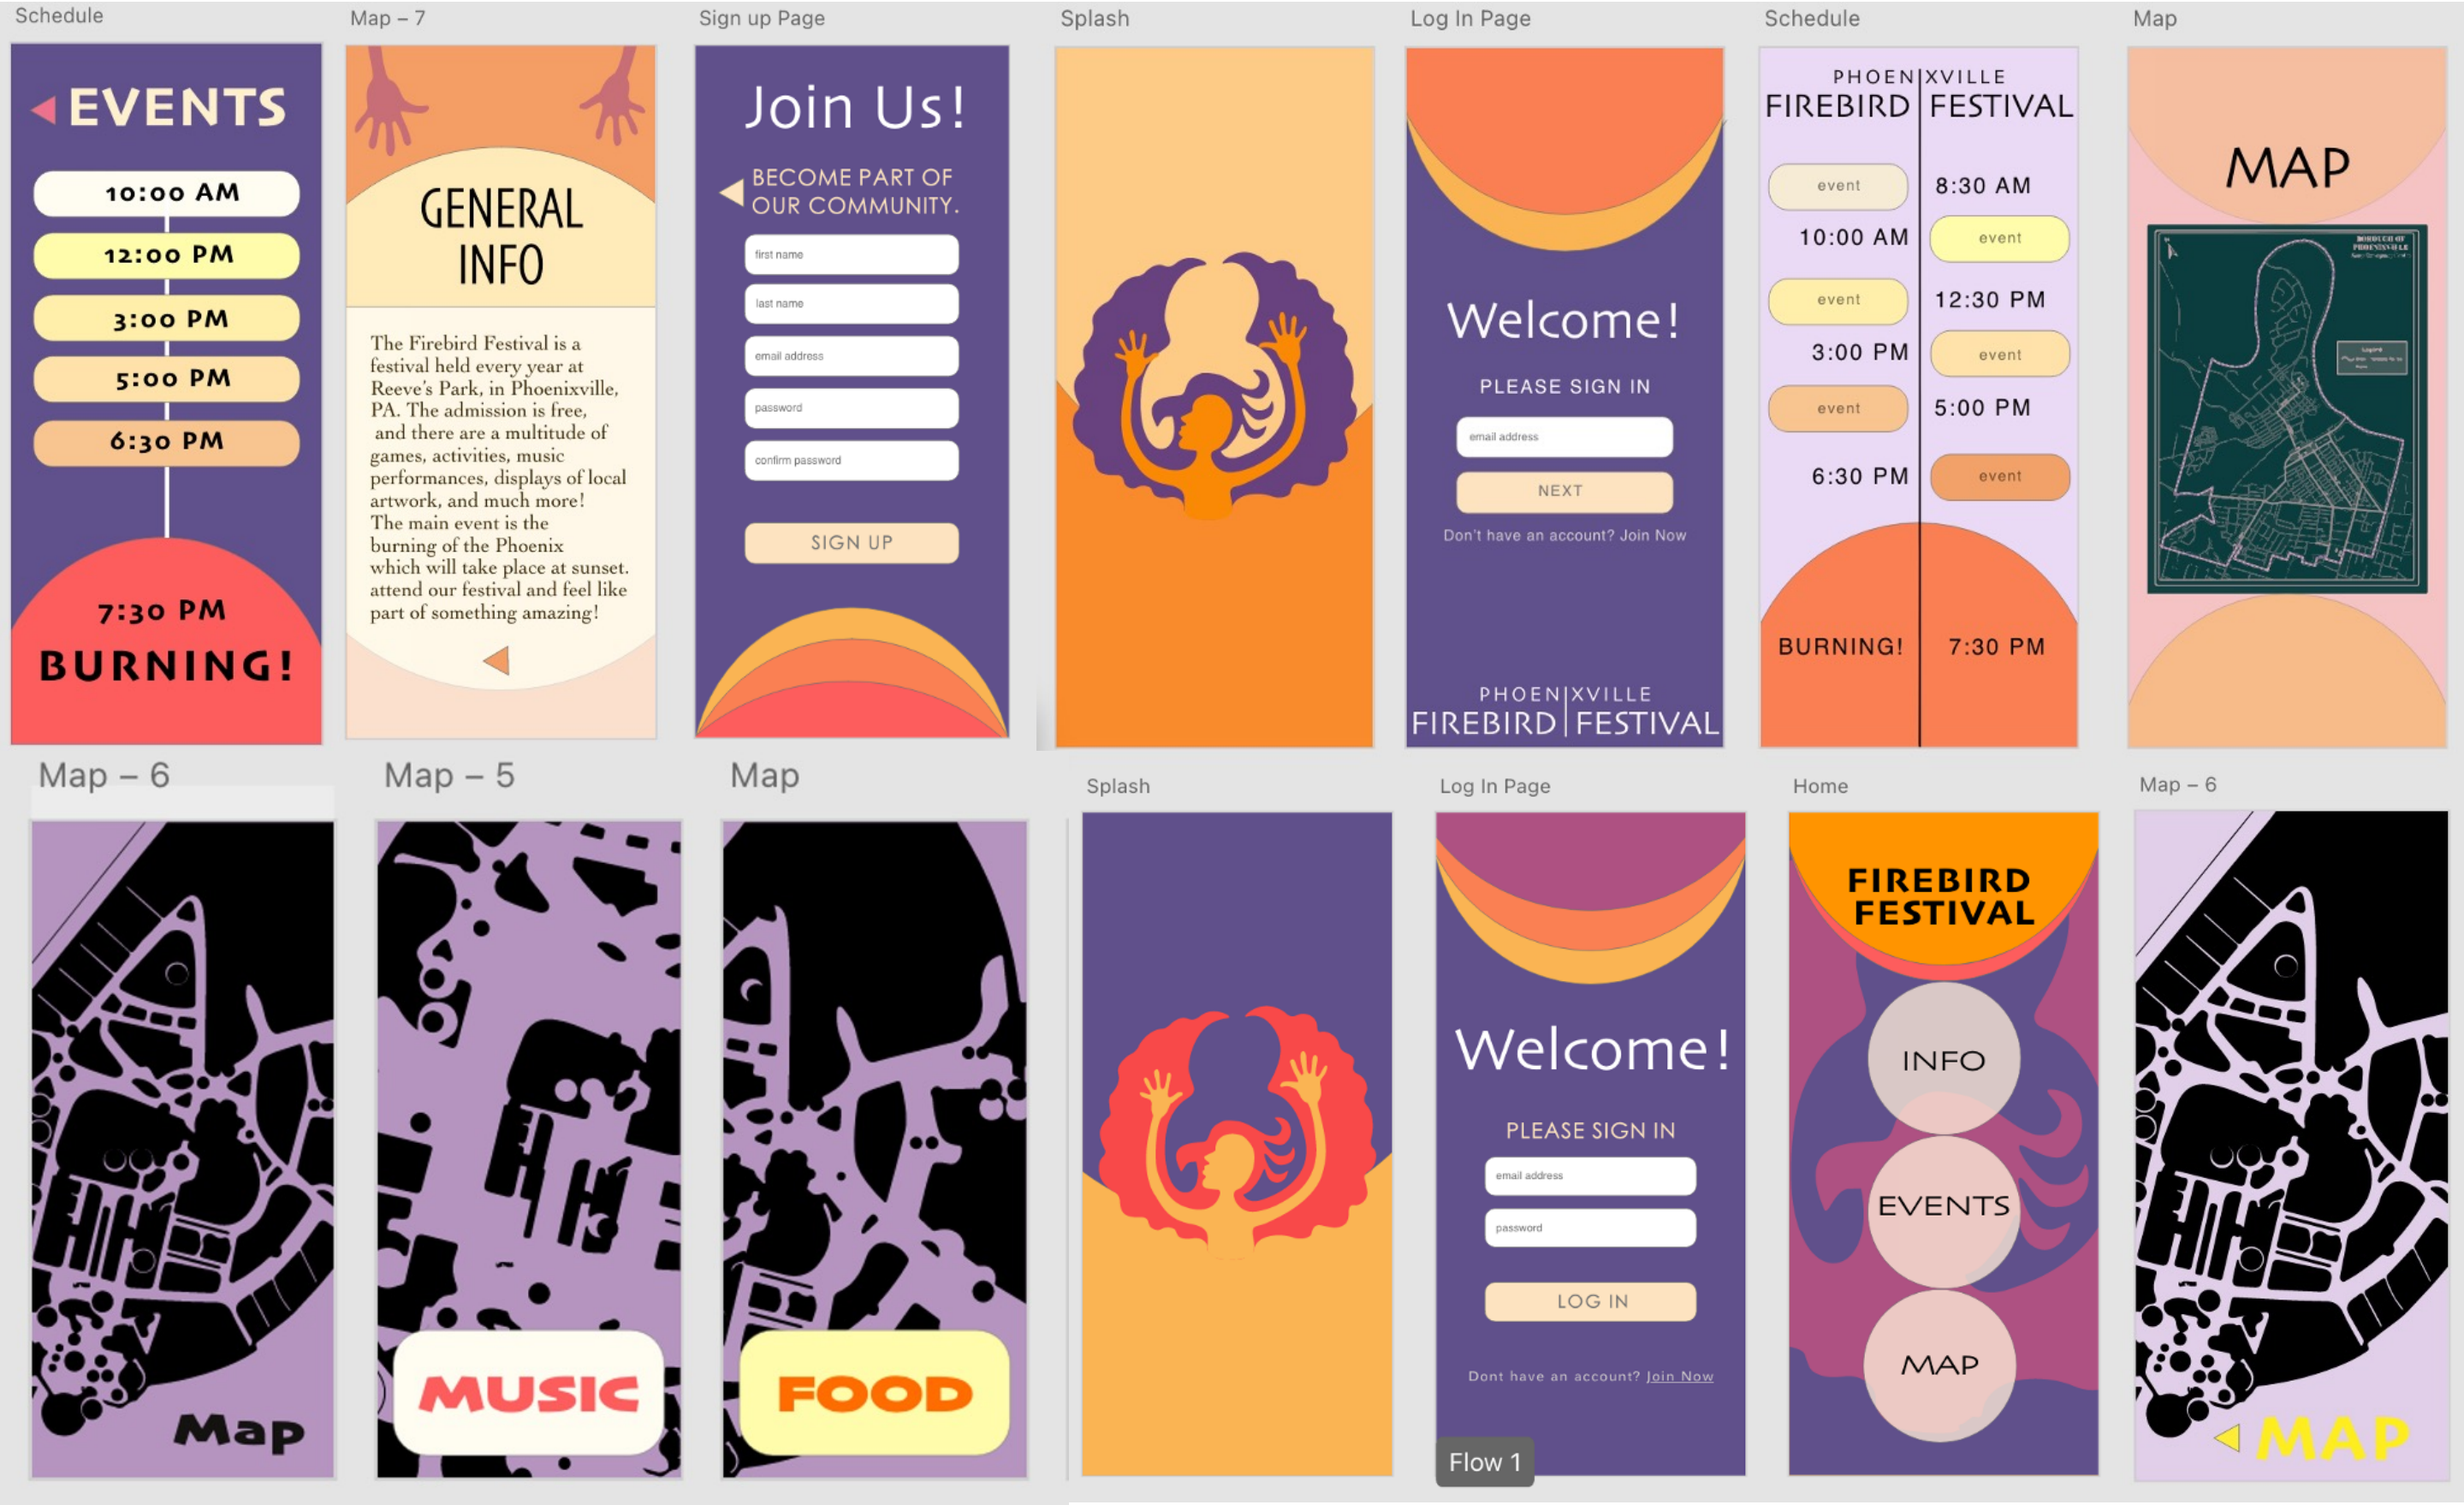 Schedule
EVENTS
10:00 AM
12:00 PM
3:00 PM
5:00 PM
6:30 PM
7:30 PM
BURNING!
Map – 7
GENERAL
INFO
The Firebird Festival is a
festival held every year at
Reeve's Park, in Phoenixville,
PA. The admission is free,
and there are a multitude of
games, activities, music
performances, displays of local
artwork, and much more!
The main event is the
burning of the Phoenix
which will take place at sunset.
attend our festival and feel like
part of something amazing!
Sign up Page
Join Us!
BECOME PART OF
OUR COMMUNITY.
first name
last name
email address
password
confirm password
SIGN UP
Splash
Log In Page
Welcome!
PLEASE SIGN IN
email address
NEXT
Don't have an account? Join Now
PHOENIXVILLE
FIREBIRD FESTIVAL
Schedule
PHOENIXVILLE
FIREBIRD FESTIVAL
event 8:30 AM
10:00 AM event
event 12:30 PM
3:00 PM event
event 5:00 PM
6:30 PM event
BURNING! 7:30 PM
Map
MAP
BOROUGH OF
PHOENIXVILLE
Legend
Map – 6
Map
Map – 5
MUSIC
Map
FOOD
Splash
Log In Page
Welcome!
PLEASE SIGN IN
email address
password
LOG IN
Dont have an account? Join Now
Flow 1
Home
FIREBIRD
FESTIVAL
INFO
EVENTS
MAP
Map – 6
MAP